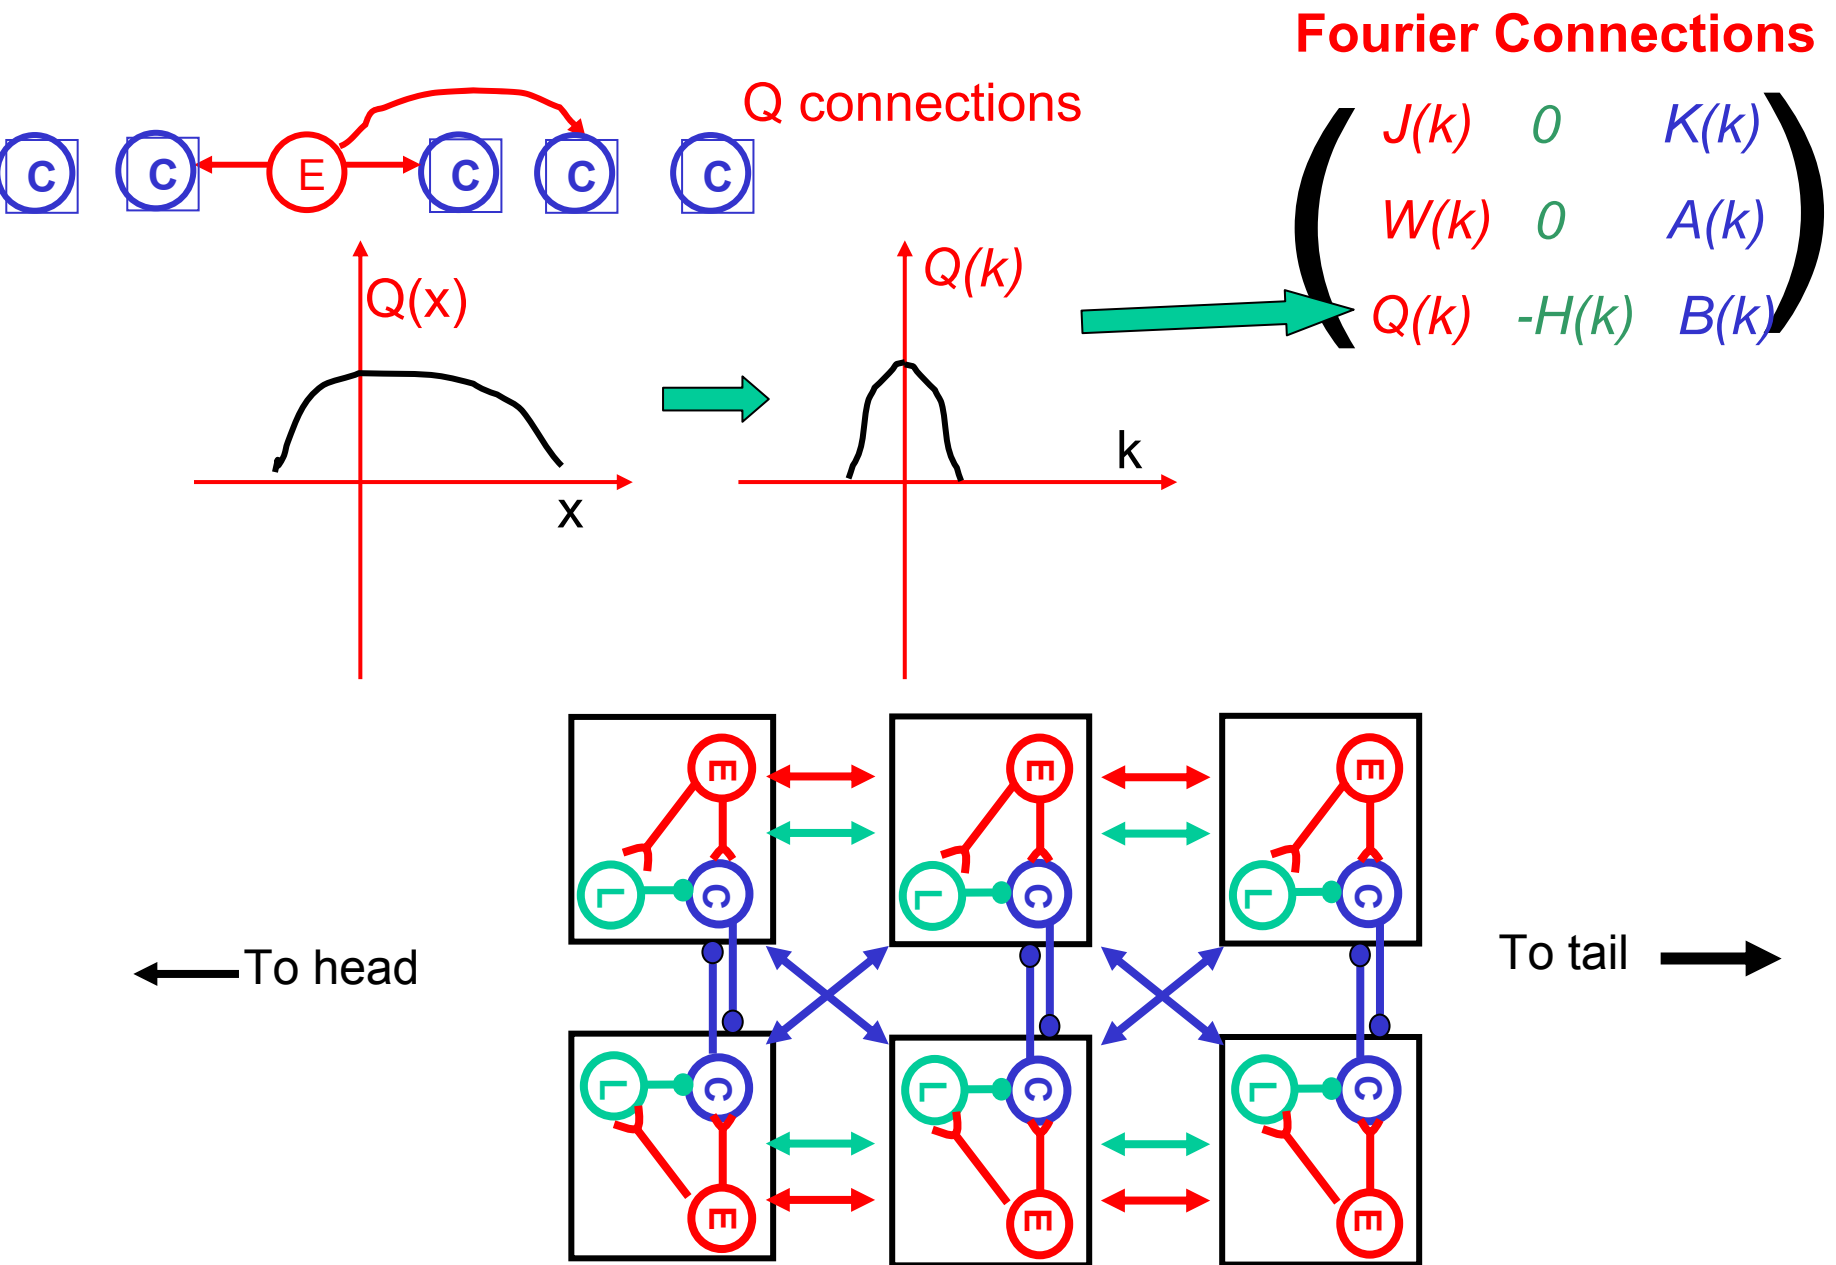 Fourier Connections
Q connections
J(k) 0 K(k)
C C E C C C
W(k) 0 A(k)
Q(x)
Q(k)
Q(k) -H(k) B(k)
k
x
E E E
L C L C L C
To head
To tail
L C L C L C
E E E